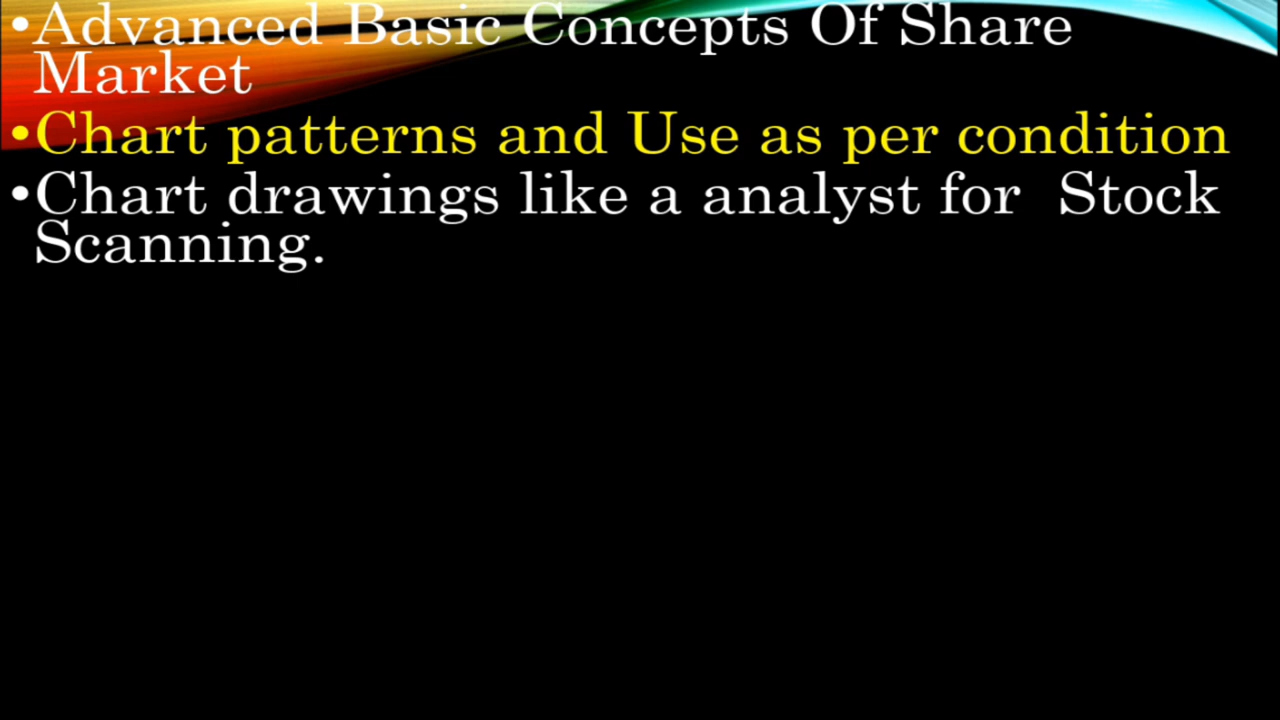 •Advanced Basic Concepts Of Share
Market
•Chart patterns and Use as per condition
•Chart drawings like a analyst for  Stock
Scanning.